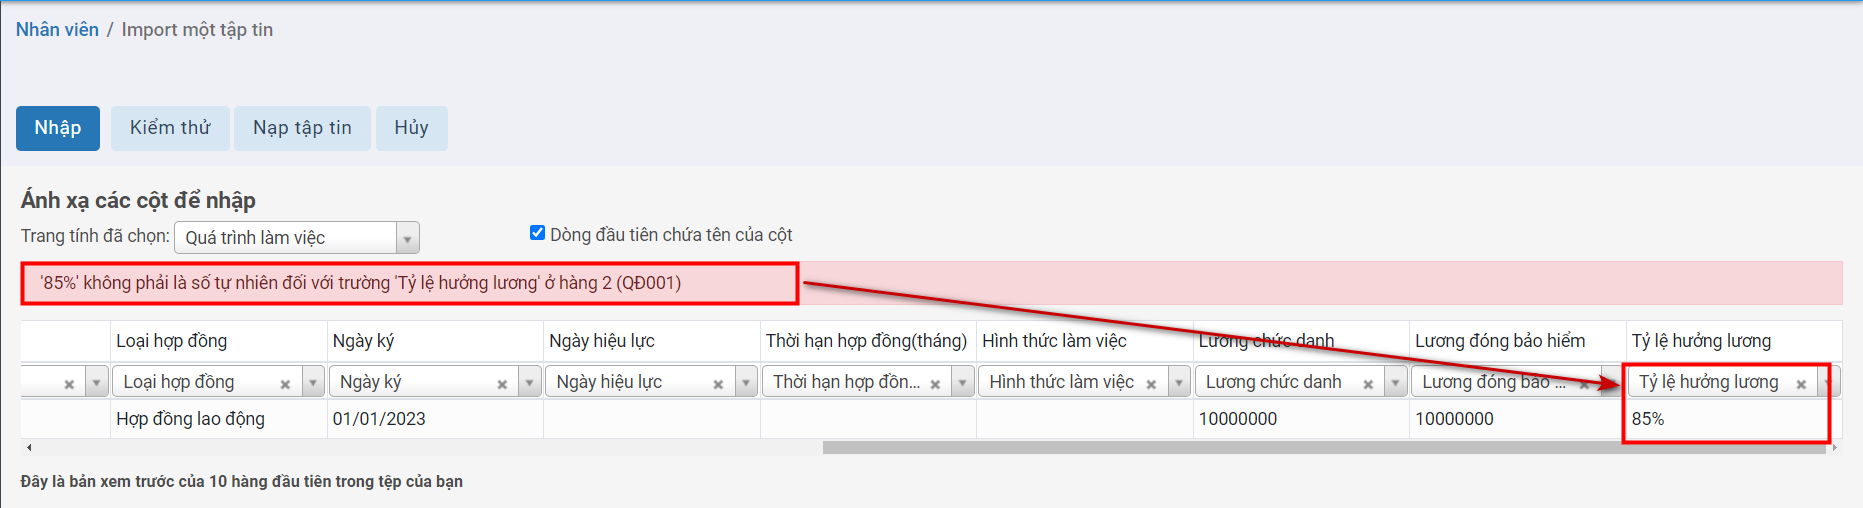 Nhân viên / Import một tập tin
Nhập Kiểm thử Nạp tập tin Hủy
Ánh xạ các cột để nhập
Trang tính đã chọn: Quá trình làm việc Dòng đầu tiên chứa tên của cột
'85%' không phải là số tự nhiên đối với trường 'Tỷ lệ hưởng lương' ở hàng 2 (QĐ001)
Loại hợp đồng Ngày ký Ngày hiệu lực Thời hạn hợp đồng(tháng) Hình thức làm việc Lương chức danh Lương đóng bảo hiểm Tỷ lệ hưởng lương
Loại hợp đồng Ngày ký Ngày hiệu lực Thời hạn hợp đồn... Hình thức làm việc Lương chức danh Lương đóng bảo ... Tỷ lệ hưởng lương
Hợp đồng lao động 01/01/2023 10000000 10000000 85%
Đây là bản xem trước của 10 hàng đầu tiên trong tệp của bạn